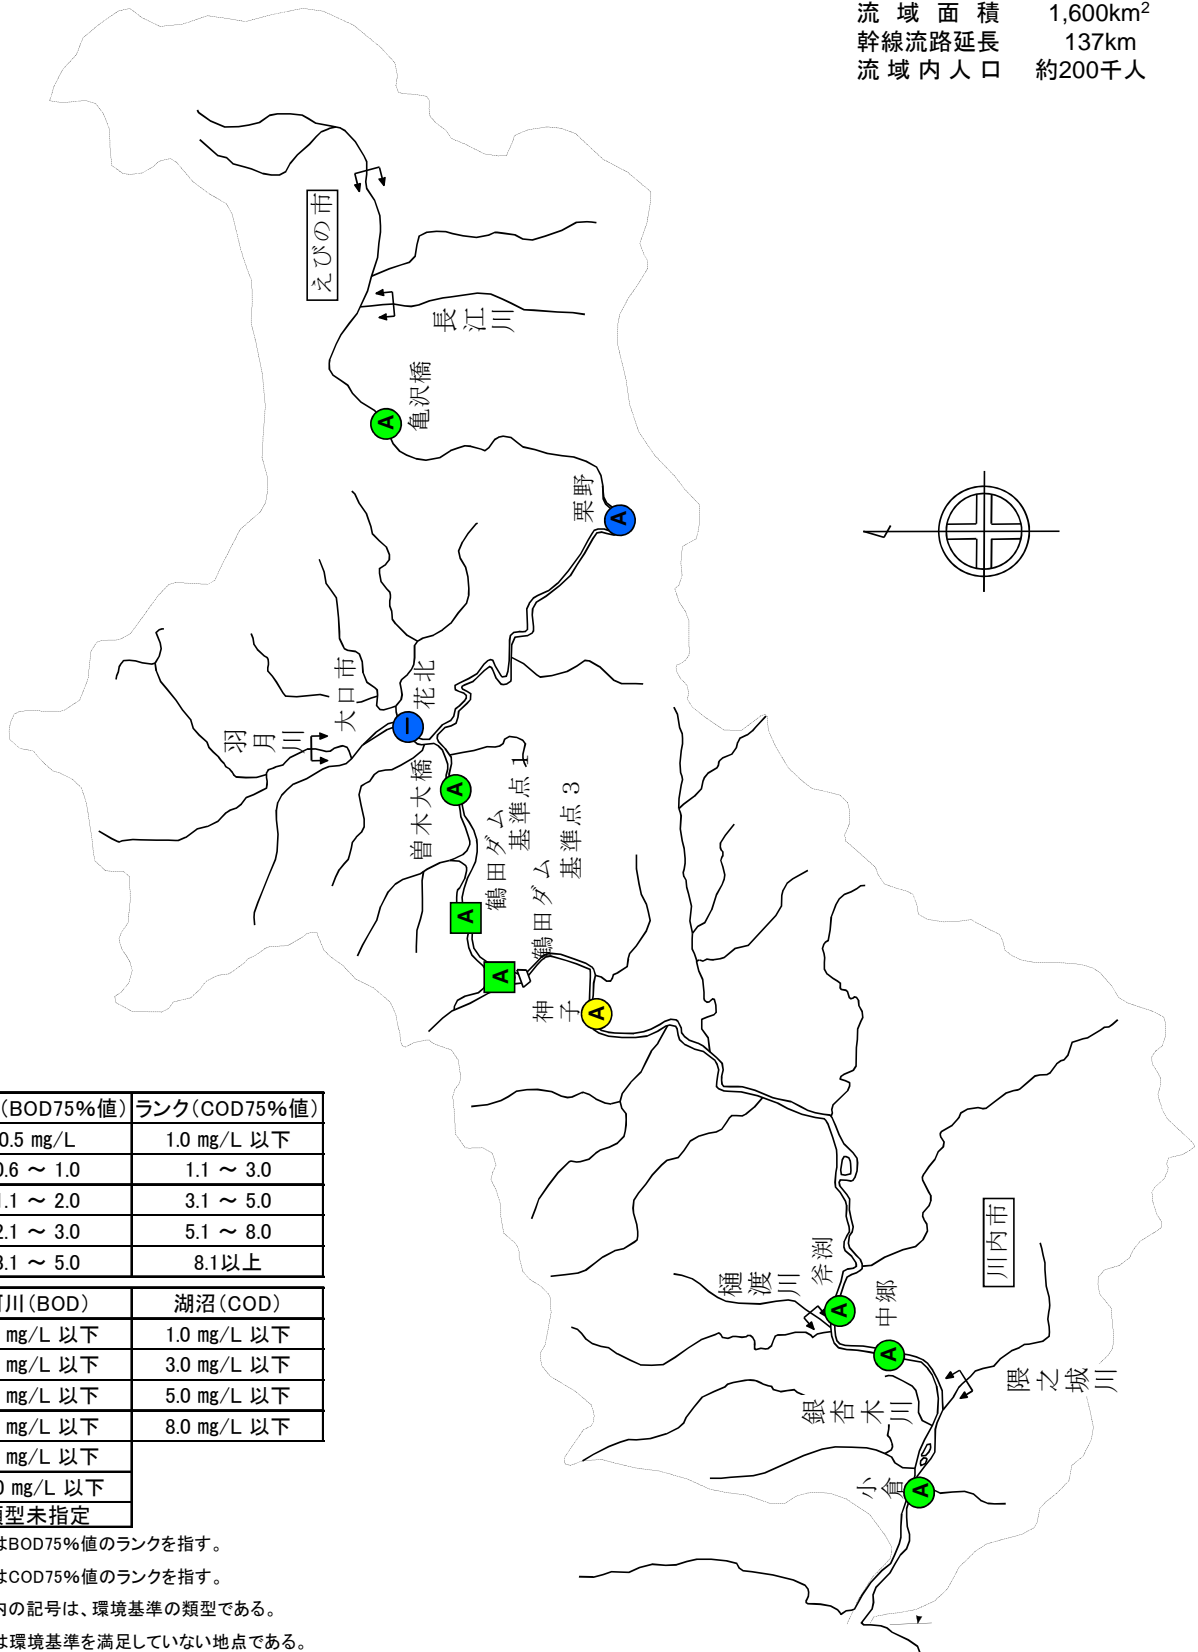 流域面積 1,600km2
幹線流路延長 137km
流域内人口 約200千人
えびの市
長江川
亀沢橋
A
栗野
A
大口市
花北
ー
羽月川
曽木大橋
A
鶴田ダム
基準点1
A
鶴田ダム
基準点3
A
神子
A
樋渡川
斧渕
A
中郷
A
川内市
隈之城川
銀杏木川
小倉
A
(BOD75%値) ランク(COD75%値)
0.5 mg/L 1.0 mg/L 以下
0.6 ～ 1.0 1.1 ～ 3.0
1.1 ～ 2.0 3.1 ～ 5.0
2.1 ～ 3.0 5.1 ～ 8.0
3.1 ～ 5.0 8.1以上
河川(BOD) 湖沼(COD)
mg/L 以下 1.0 mg/L 以下
mg/L 以下 3.0 mg/L 以下
mg/L 以下 5.0 mg/L 以下
mg/L 以下 8.0 mg/L 以下
mg/L 以下
0 mg/L 以下
類型未指定
はBOD75%値のランクを指す。
はCOD75%値のランクを指す。
内の記号は、環境基準の類型である。
は環境基準を満足していない地点である。